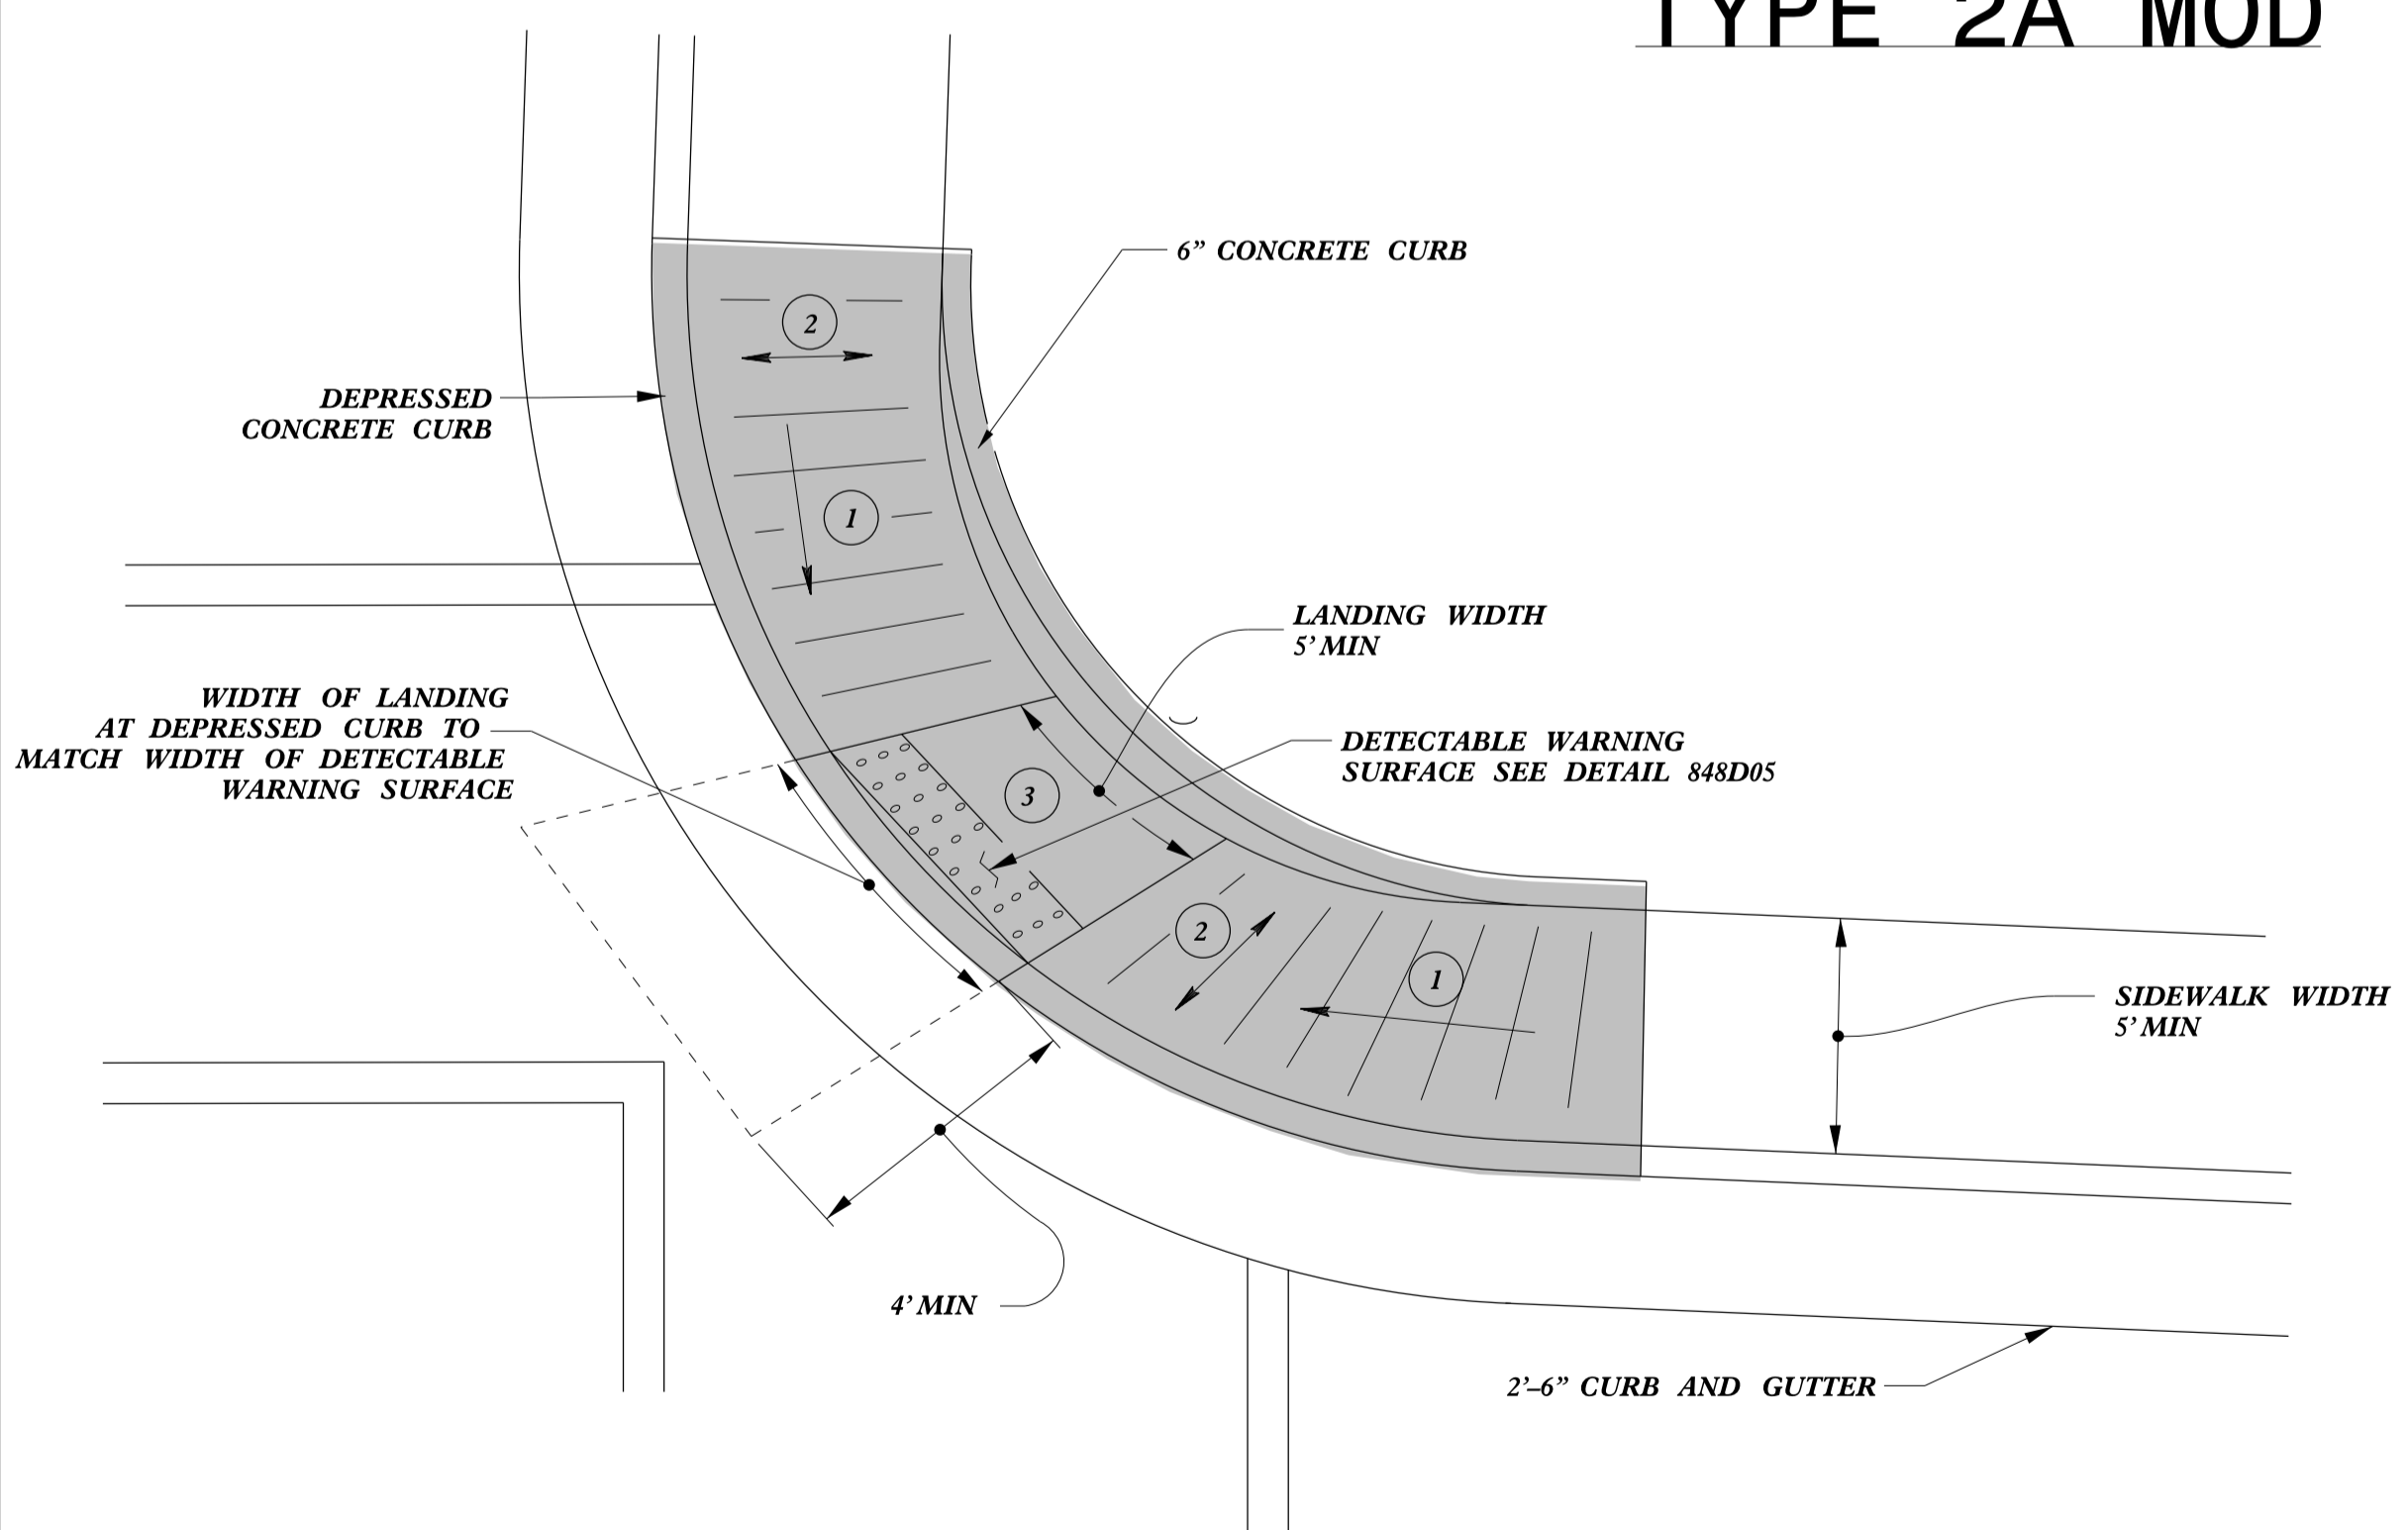 TYPE 2A MOD
6” CONCRETE CURB
2
DEPRESSED
CONCRETE CURB
1
LANDING WIDTH
5’ MIN
WIDTH OF LANDING
AT DEPRESSED CURB TO
MATCH WIDTH OF DETECTABLE
WARNING SURFACE
DETECTABLE WARNING
SURFACE SEE DETAIL 848D05
3
2
1
SIDEWALK WIDTH
5’ MIN
4’ MIN
2’–6” CURB AND GUTTER